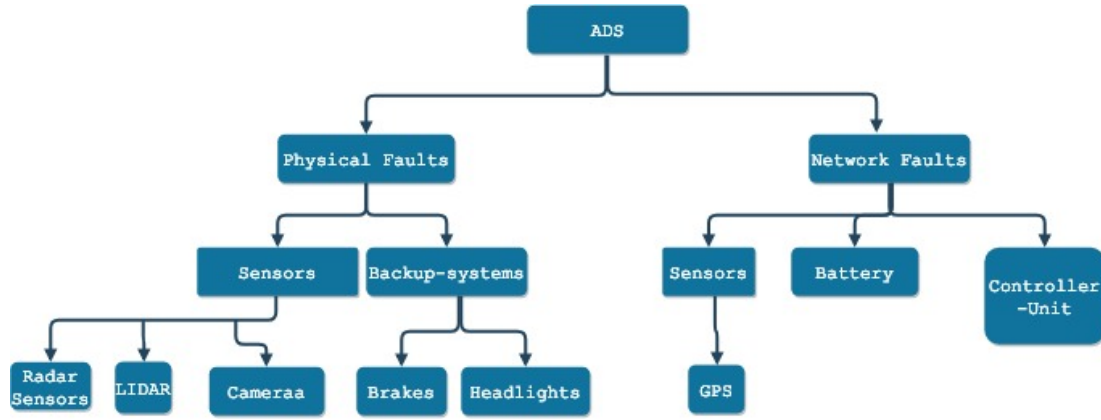 ADS
Physical Faults
Network Faults
Sensors
Backup-systems
Sensors
Battery
Controller
-Unit
Radar
Sensors
LIDAR
Cameraa
Brakes
Headlights
GPS